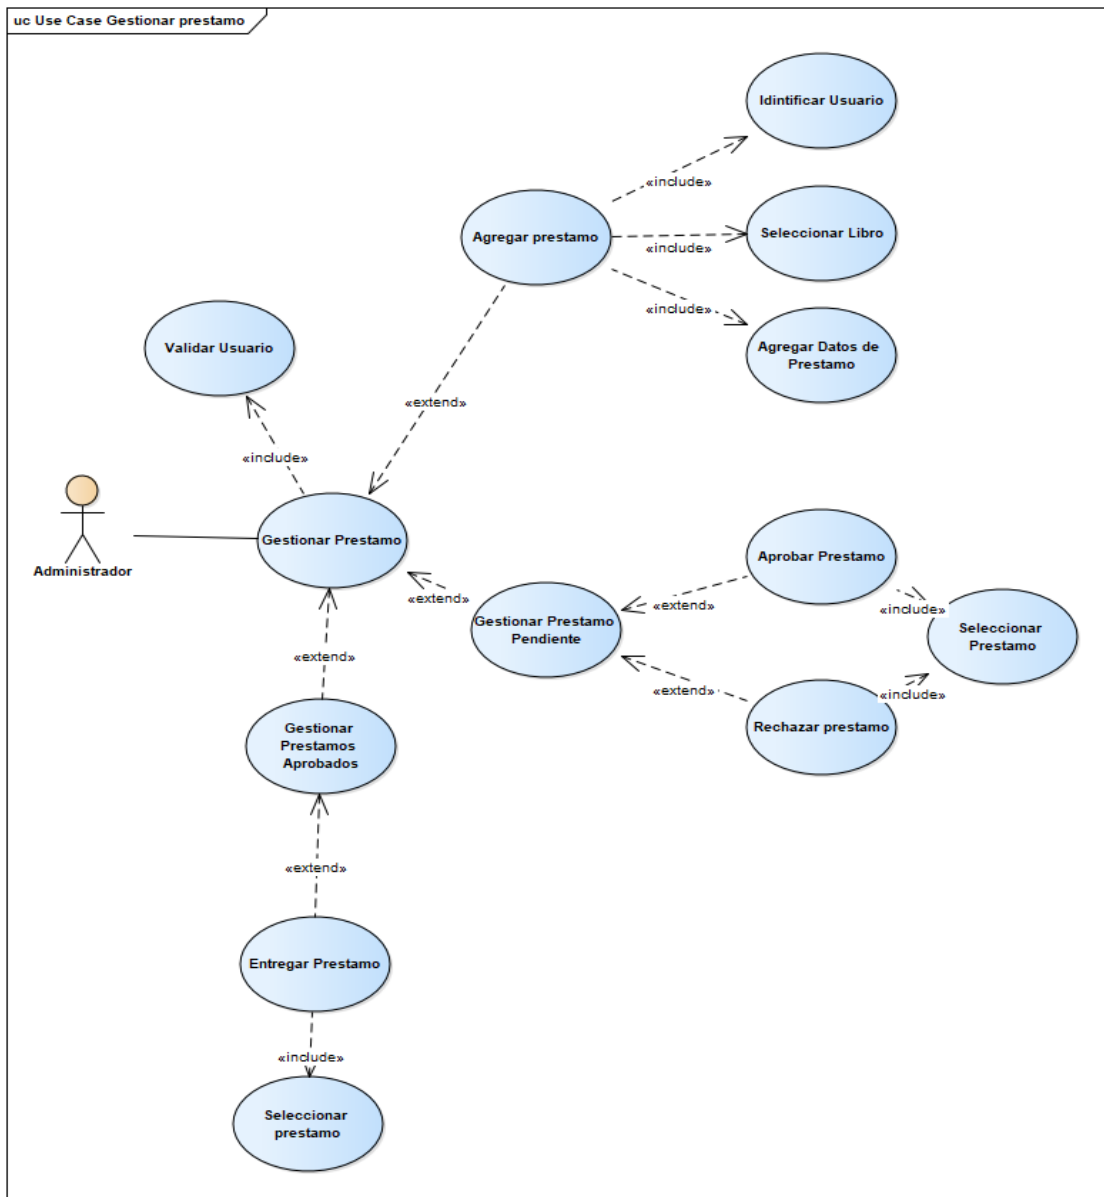 uc Use Case Gestionar prestamo
Idintificar Usuario
«include»
Agregar prestamo
Seleccionar Libro
«include»
«include»
Agregar Datos de
Prestamo
Validar Usuario
«extend»
«include»
Administrador
Gestionar Prestamo
«extend»
Gestionar Prestamo
Pendiente
«extend»
Aprobar Prestamo
«include»
Seleccionar
Prestamo
«extend»
«include»
Rechazar prestamo
«extend»
Gestionar
Prestamos
Aprobados
«extend»
Entregar Prestamo
«include»
Seleccionar
prestamo